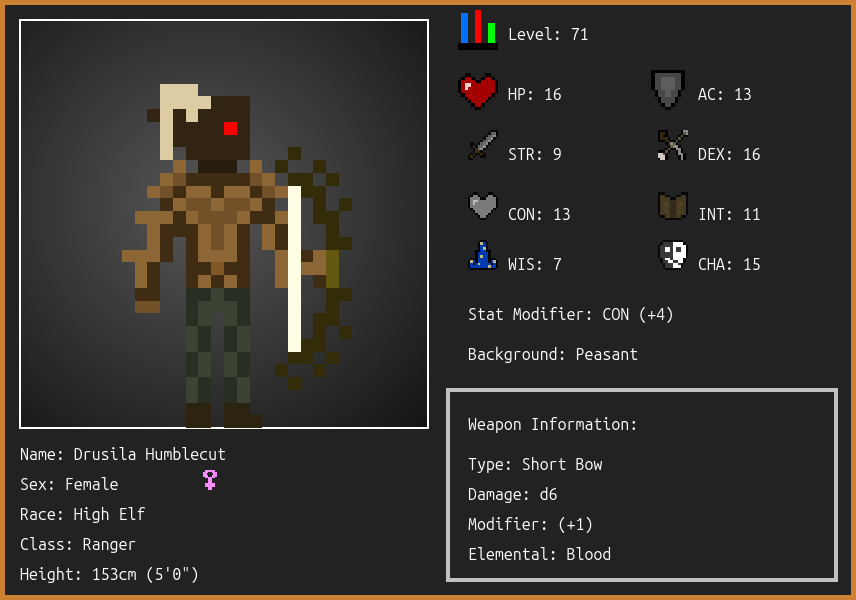 Level: 71
HP: 16
AC: 13
STR: 9
DEX: 16
CON: 13
INT: 11
WIS: 7
CHA: 15
Stat Modifier: CON (+4)
Background: Peasant
Weapon Information:
Type: Short Bow
Damage: d6
Modifier: (+1)
Elemental: Blood
Name: Drusila Humblecut
Sex: Female
Race: High Elf
Class: Ranger
Height: 153cm (5'0")